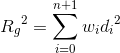 $R_g{}^2 = \sum_{i=0}^{n+1} w_i d_i{}^2$